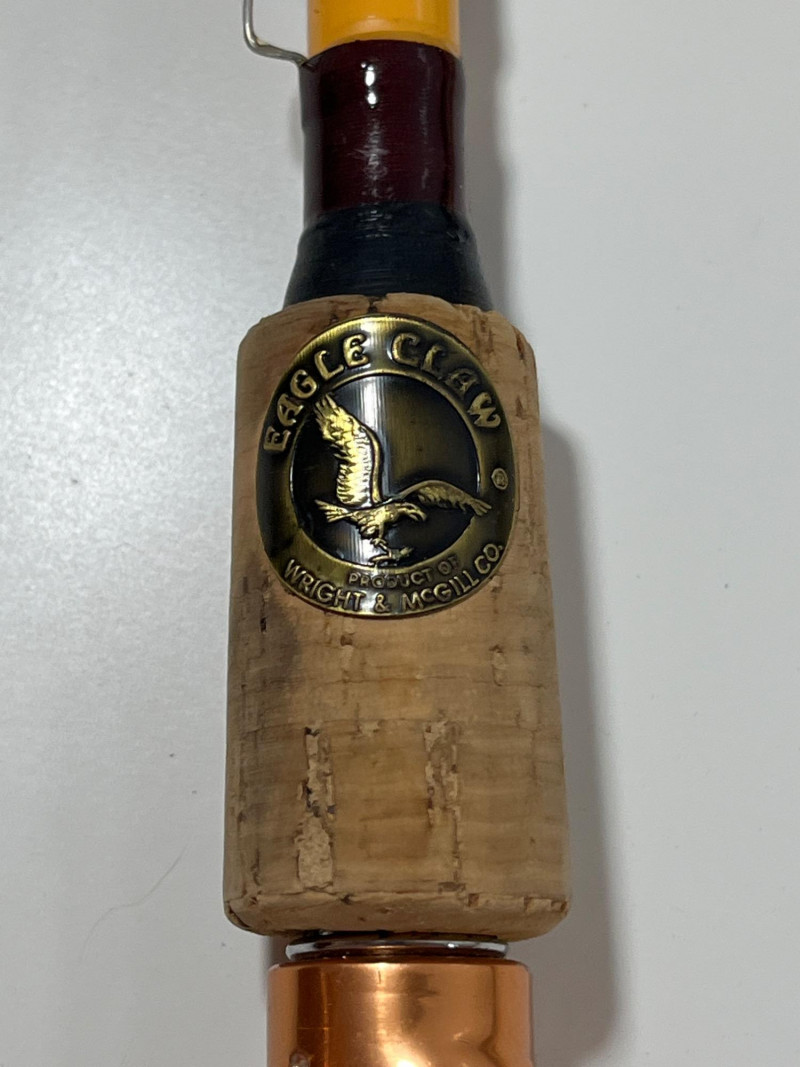 EAGLE CLAW
®
PRODUCT OF
WRIGHT & McGILL CO.